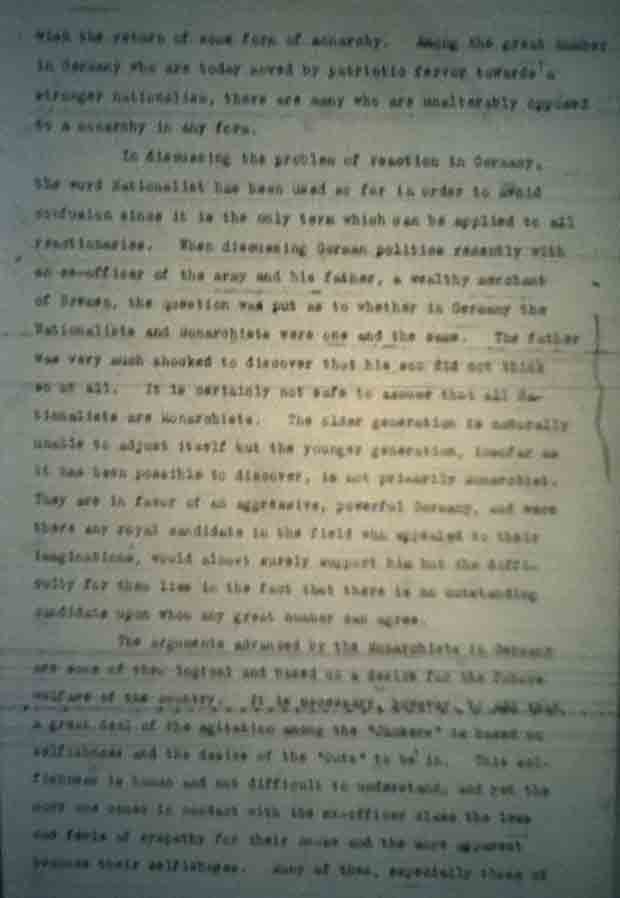 wish the return of some form of monarchy. Among the great number
in Germany who are today moved by patriotic fervor towards a
stronger nationalism, there are many who are unalterably opposed
to a monarchy in any form.
In discussing the problem of reaction in Germany,
the word Nationalist has been used so far in order to avoid
confusion since it is the only term which can be applied to all
reactionaries. When discussing German politics recently with
an ex-officer of the army and his father, a wealthy merchant
of Bremen, the question was put as to whether in Germany the
Nationalists and Monarchists were one and the same. The father
was very much shocked to discover that his son did not think
so at all. It is certainly not safe to assume that all Na-
tionalists are Monarchists. The older generation is naturally
unable to adjust itself but the younger generation, insofar as
it has been possible to discover, is not primarily monarchist.
They are in favor of an aggressive, powerful Germany, and were
there any royal candidate in the field who appealed to their
imaginations, would almost surely support him but the diffi-
culty for them lies in the fact that there is no outstanding
candidate upon whom any great number can agree.
The arguments advanced by the Monarchists in Germany
are some of them logical and based on a desire for the future
welfare of the country. It is necessary, however, to add that
a great deal of the agitation among the "Junkers" is based on
selfishness and the desire of the "Outs" to be in. This sel-
fishness is human and not difficult to understand, and yet the
more one comes in contact with the ex-officer class the less
one feels of sympathy for their cause and the more apparent
becomes their selfishness. Many of them, especially those of